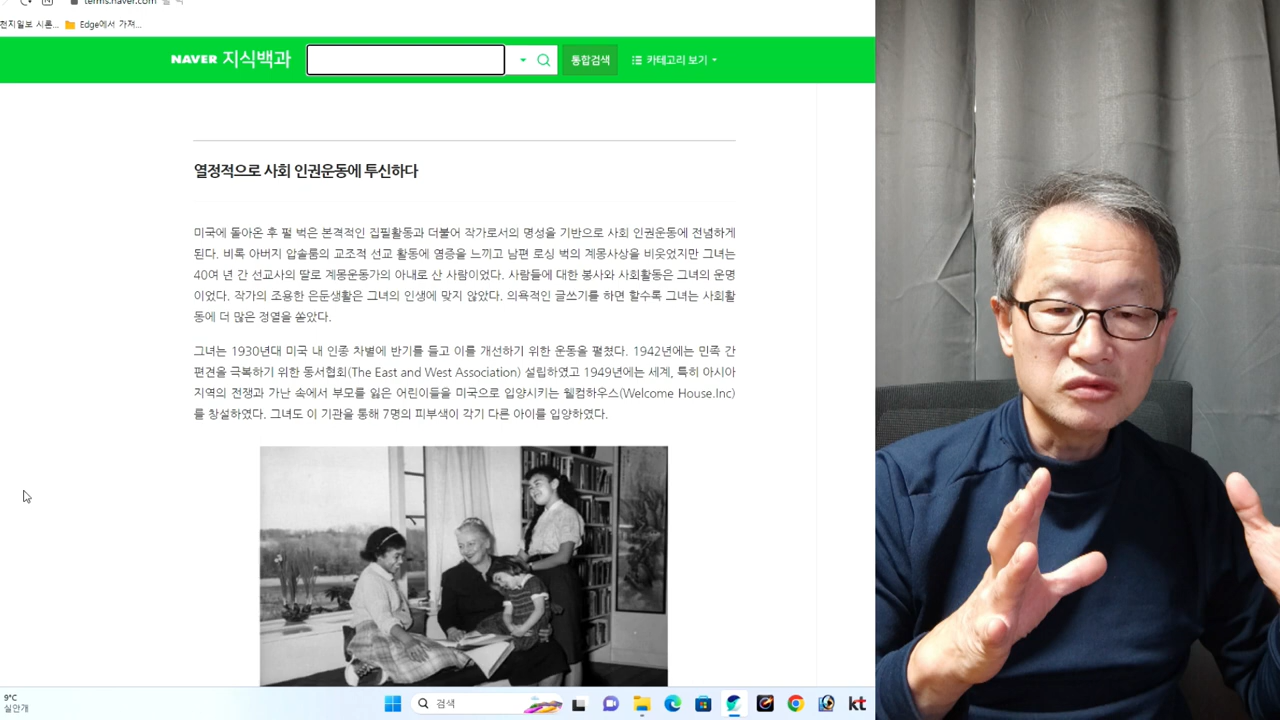 terms.naver.com
전지일보 시론... Edge에서 가져...
NAVER 지식백과 통합검색 카테고리 보기
열정적으로 사회 인권운동에 투신하다
미국에 돌아온 후 펄 벅은 본격적인 집필활동과 더불어 작가로서의 명성을 기반으로 사회 인권운동에 전념하게
된다. 비록 아버지 압솔롬의 교조적 선교 활동에 염증을 느끼고 남편 로싱 벅의 계몽사상을 비웃었지만 그녀는
40여 년 간 선교사의 딸로 계몽운동가의 아내로 산 사람이었다. 사람들에 대한 봉사와 사회활동은 그녀의 운명
이었다. 작가의 조용한 은둔생활은 그녀의 인생에 맞지 않았다. 의욕적인 글쓰기를 하면 할수록 그녀는 사회활
동에 더 많은 정열을 쏟았다.
그녀는 1930년대 미국 내 인종 차별에 반기를 들고 이를 개선하기 위한 운동을 펼쳤다. 1942년에는 민족 간
편견을 극복하기 위한 동서협회(The East and West Association) 설립하였고 1949년에는 세계, 특히 아시아
지역의 전쟁과 가난 속에서 부모를 잃은 어린이들을 미국으로 입양시키는 웰컴하우스(Welcome House.Inc)
를 창설하였다. 그녀도 이 기관을 통해 7명의 피부색이 각기 다른 아이를 입양하였다.
9°C
실안개
검색
kt